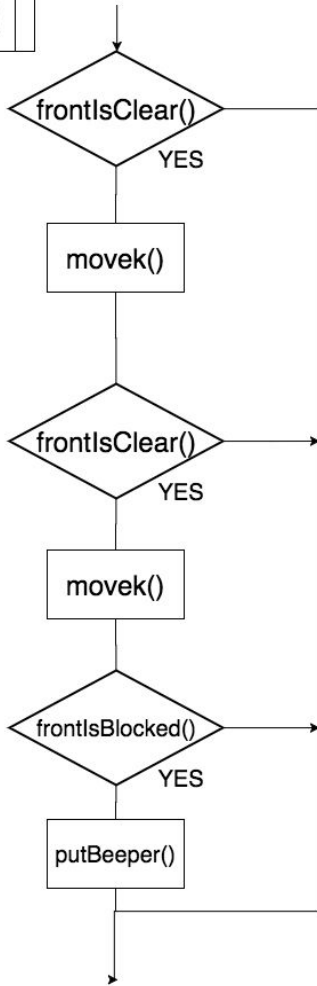 frontIsClear()
YES
movek()
frontIsClear()
YES
movek()
frontIsBlocked()
YES
putBeeper()